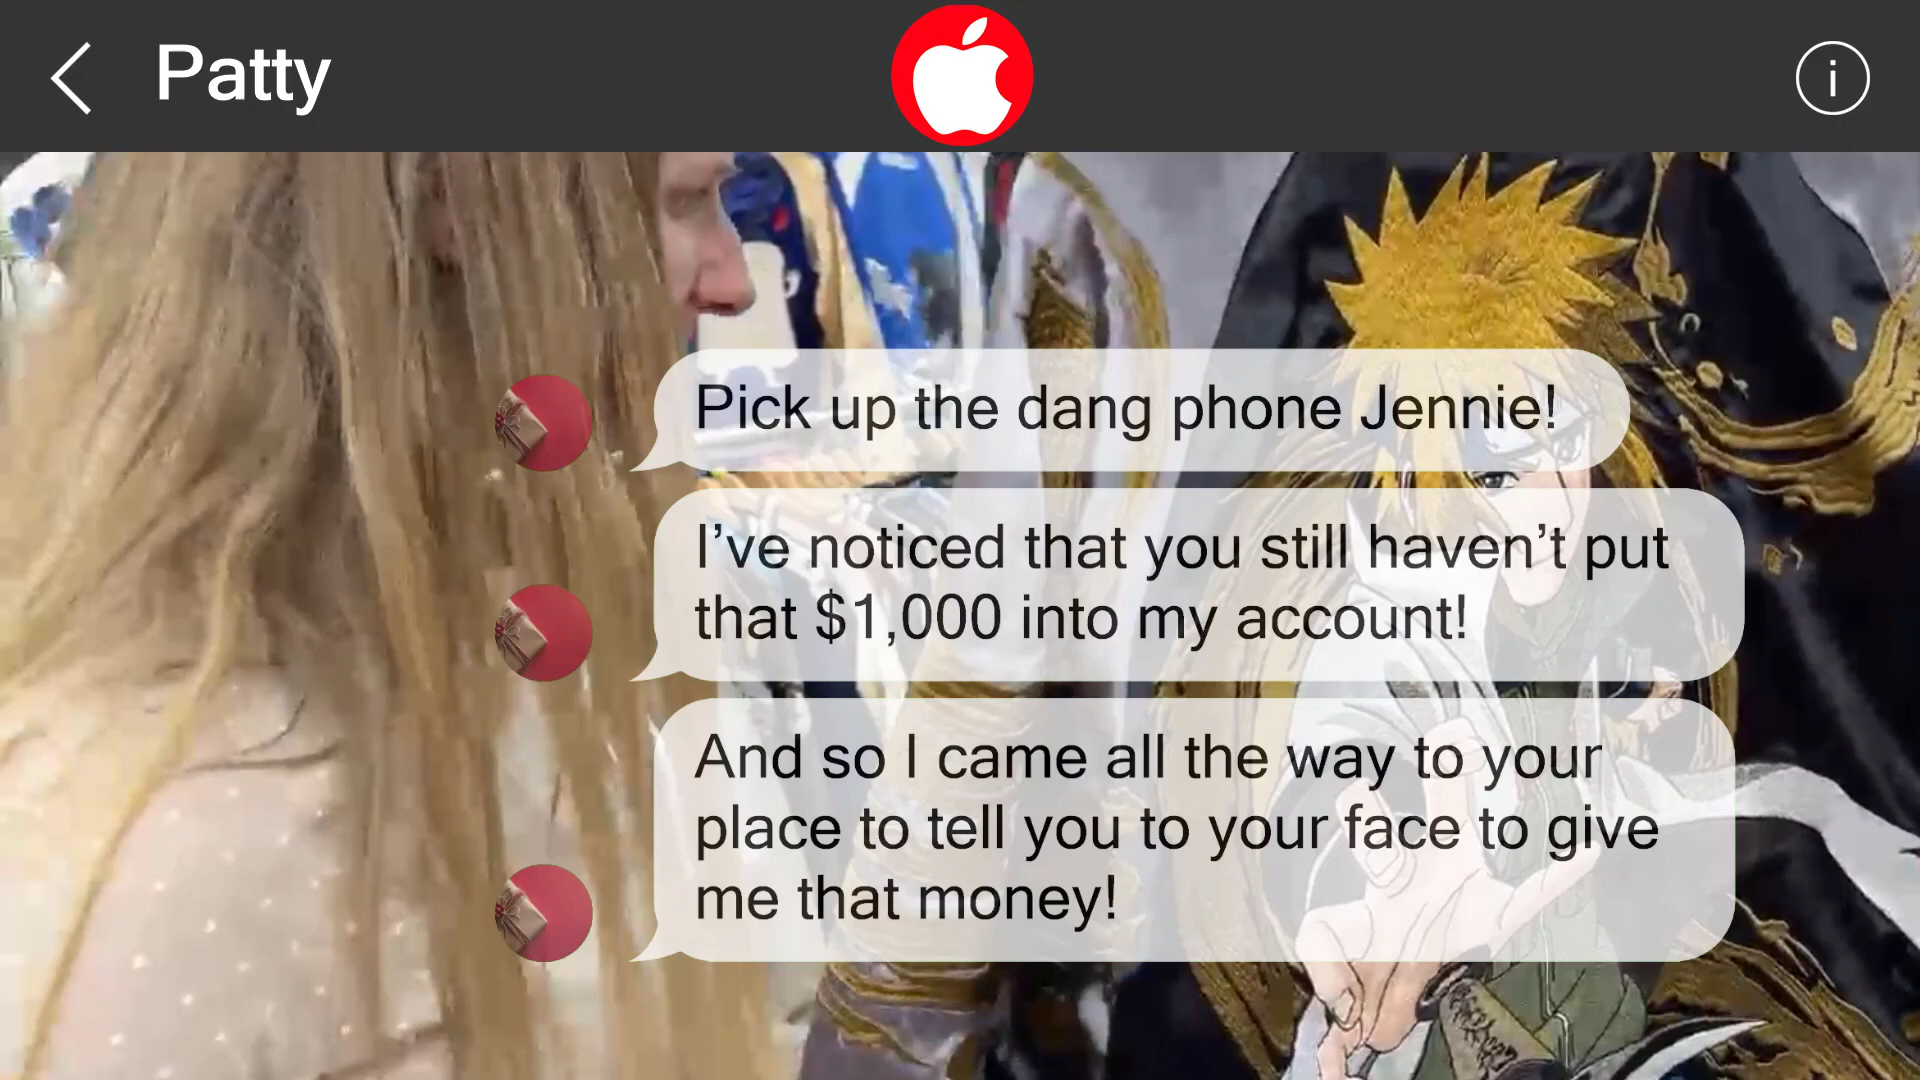 Patty
Pick up the dang phone Jennie!
I’ve noticed that you still haven’t put
that $1,000 into my account!
And so I came all the way to your
place to tell you to your face to give
me that money!